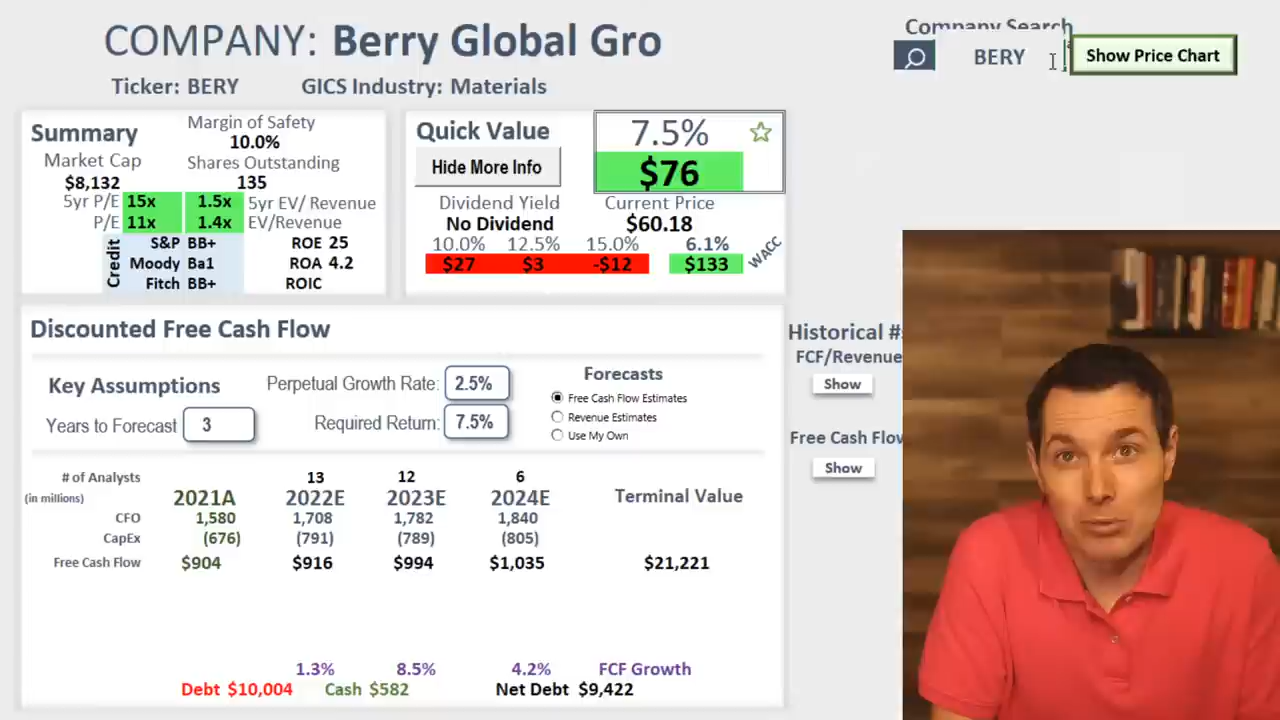 COMPANY: Berry Global Gro
Company Search
BERY
Show Price Chart
Ticker: BERY GICS Industry: Materials
Summary
Margin of Safety
10.0%
Market Cap Shares Outstanding
$8,132 135
5yr P/E 15x 1.5x 5yr EV/ Revenue
P/E 11x 1.4x EV/Revenue
Credit
S&P BB+ ROE 25
Moody Ba1 ROA 4.2
Fitch BB+ ROIC
Quick Value
7.5%
Hide More Info
$76
Dividend Yield Current Price
No Dividend $60.18
10.0% 12.5% 15.0% 6.1%
$27 $3 -$12 $133 WACC
Discounted Free Cash Flow
Key Assumptions
Perpetual Growth Rate: 2.5%
Years to Forecast 3
Required Return: 7.5%
Forecasts
Free Cash Flow Estimates
Revenue Estimates
Use My Own
# of Analysts 13 12 6
(in millions) 2021A 2022E 2023E 2024E Terminal Value
CFO 1,580 1,708 1,782 1,840
CapEx (676) (791) (789) (805)
Free Cash Flow $904 $916 $994 $1,035 $21,221
1.3% 8.5% 4.2% FCF Growth
Debt $10,004 Cash $582 Net Debt $9,422
Historical #
FCF/Revenue
Show
Free Cash Flow
Show